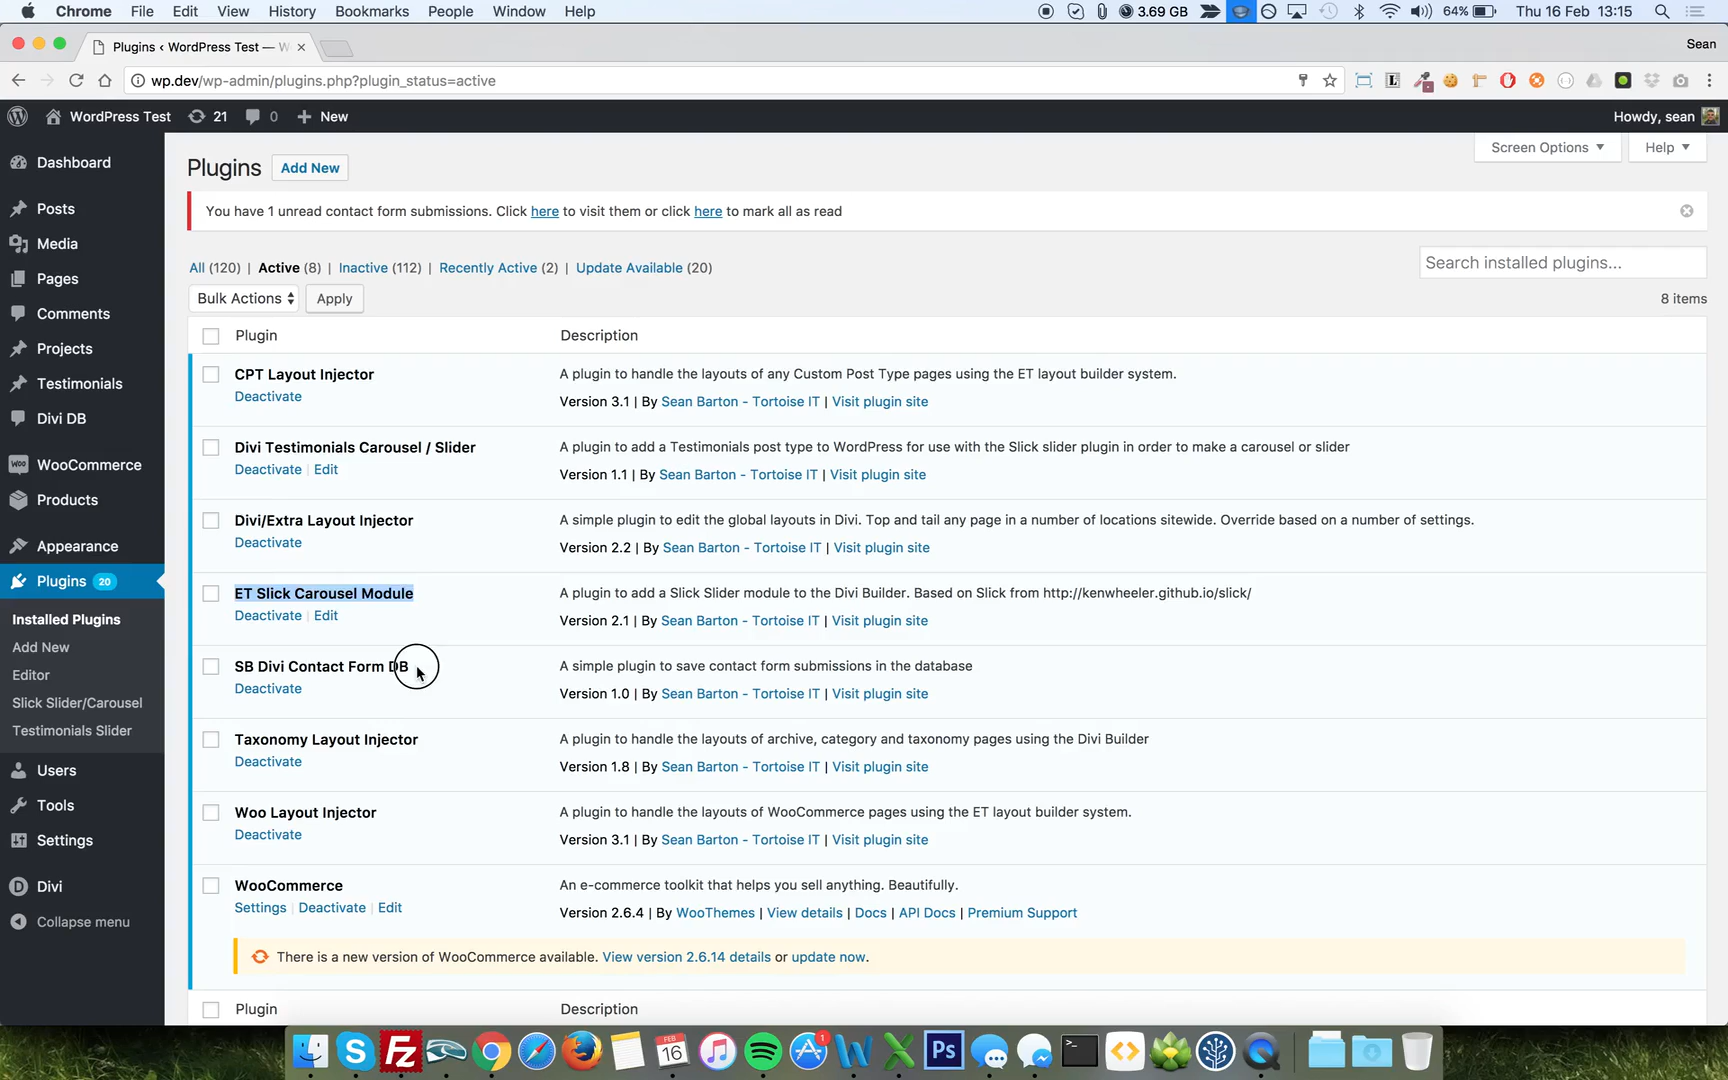 Chrome File Edit View History Bookmarks People Window Help 3.69 GB 64% Thu 16 Feb 13:15
Plugins ‹ WordPress Test — W Sean
wp.dev/wp-admin/plugins.php?plugin_status=active
WordPress Test 21 0 New Howdy, sean
Dashboard
Posts
Media
Pages
Comments
Projects
Testimonials
Divi DB
WooCommerce
Products
Appearance
Plugins 20
Installed Plugins
Add New
Editor
Slick Slider/Carousel
Testimonials Slider
Users
Tools
Settings
Divi
Collapse menu
Screen Options Help
Plugins Add New
You have 1 unread contact form submissions. Click here to visit them or click here to mark all as read
All (120) | Active (8) | Inactive (112) | Recently Active (2) | Update Available (20)
Search installed plugins...
Bulk Actions Apply 8 items
Plugin Description
CPT Layout Injector A plugin to handle the layouts of any Custom Post Type pages using the ET layout builder system.
Deactivate Version 3.1 | By Sean Barton - Tortoise IT | Visit plugin site
Divi Testimonials Carousel / Slider A plugin to add a Testimonials post type to WordPress for use with the Slick slider plugin in order to make a carousel or slider
Deactivate | Edit Version 1.1 | By Sean Barton - Tortoise IT | Visit plugin site
Divi/Extra Layout Injector A simple plugin to edit the global layouts in Divi. Top and tail any page in a number of locations sitewide. Override based on a number of settings.
Deactivate Version 2.2 | By Sean Barton - Tortoise IT | Visit plugin site
ET Slick Carousel Module A plugin to add a Slick Slider module to the Divi Builder. Based on Slick from http://kenwheeler.github.io/slick/
Deactivate | Edit Version 2.1 | By Sean Barton - Tortoise IT | Visit plugin site
SB Divi Contact Form DB A simple plugin to save contact form submissions in the database
Deactivate Version 1.0 | By Sean Barton - Tortoise IT | Visit plugin site
Taxonomy Layout Injector A plugin to handle the layouts of archive, category and taxonomy pages using the Divi Builder
Deactivate Version 1.8 | By Sean Barton - Tortoise IT | Visit plugin site
Woo Layout Injector A plugin to handle the layouts of WooCommerce pages using the ET layout builder system.
Deactivate Version 3.1 | By Sean Barton - Tortoise IT | Visit plugin site
WooCommerce An e-commerce toolkit that helps you sell anything. Beautifully.
Settings | Deactivate | Edit Version 2.6.4 | By WooThemes | View details | Docs | API Docs | Premium Support
There is a new version of WooCommerce available. View version 2.6.14 details or update now.
Plugin Description
FEB
16
1
Ps